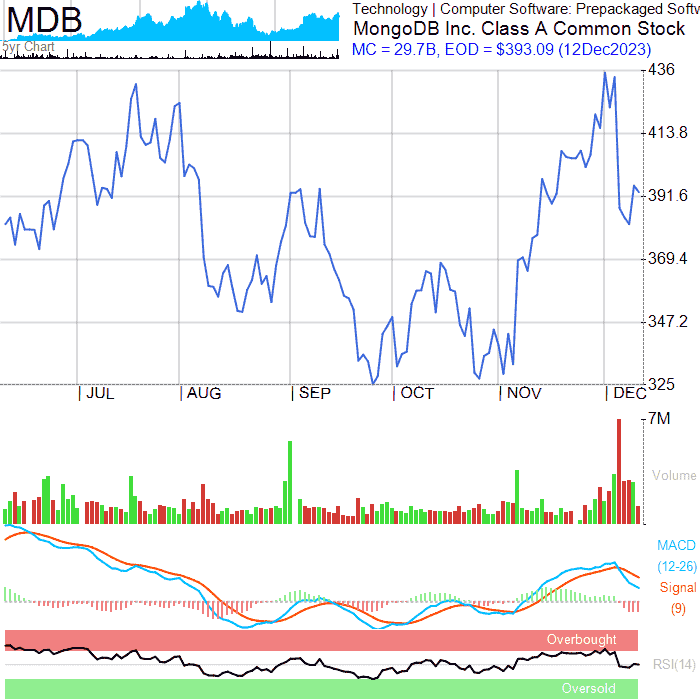 MDB
5yr Chart
Technology | Computer Software: Prepackaged Softw
MongoDB Inc. Class A Common Stock
MC = 29.7B, EOD = $393.09 (12Dec2023)
436
413.8
391.6
369.4
347.2
325
JUL
AUG
SEP
OCT
NOV
DEC
7M
Volume
MACD
(12-26)
Signal
(9)
Overbought
RSI(14)
Oversold